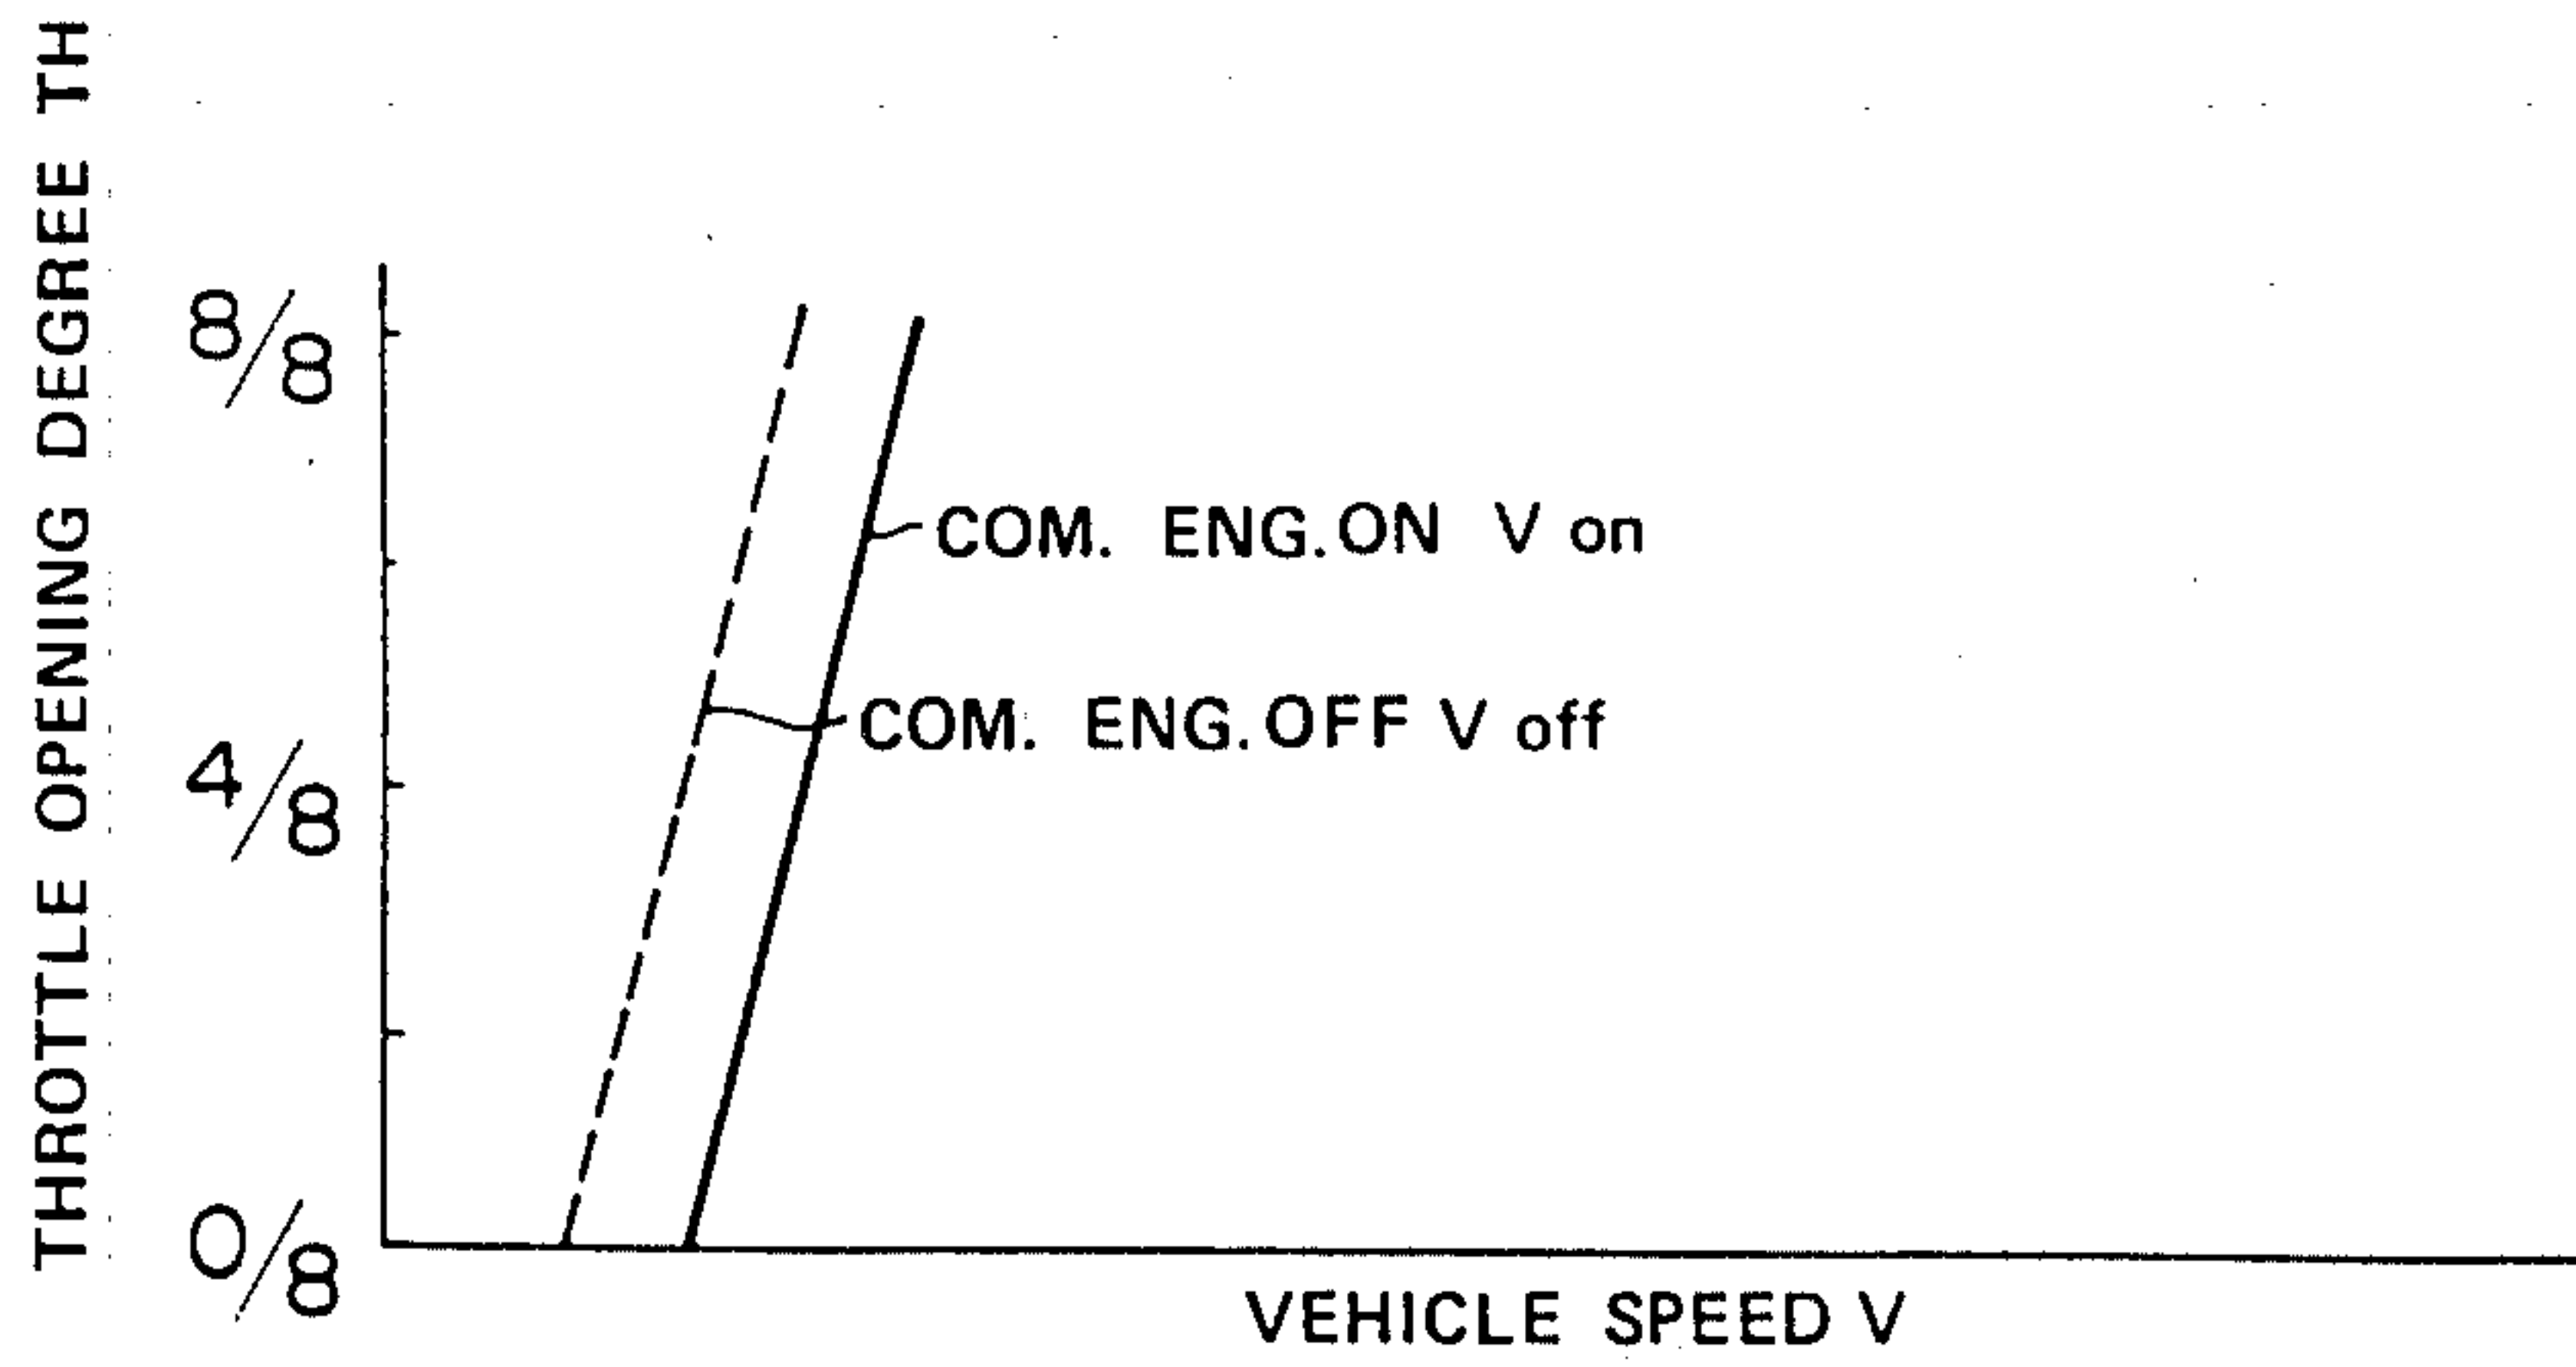 THROTTLE OPENING DEGREE TH
8/8
COM. ENG. ON V on
COM. ENG. OFF V off
4/8
0/8
VEHICLE SPEED V